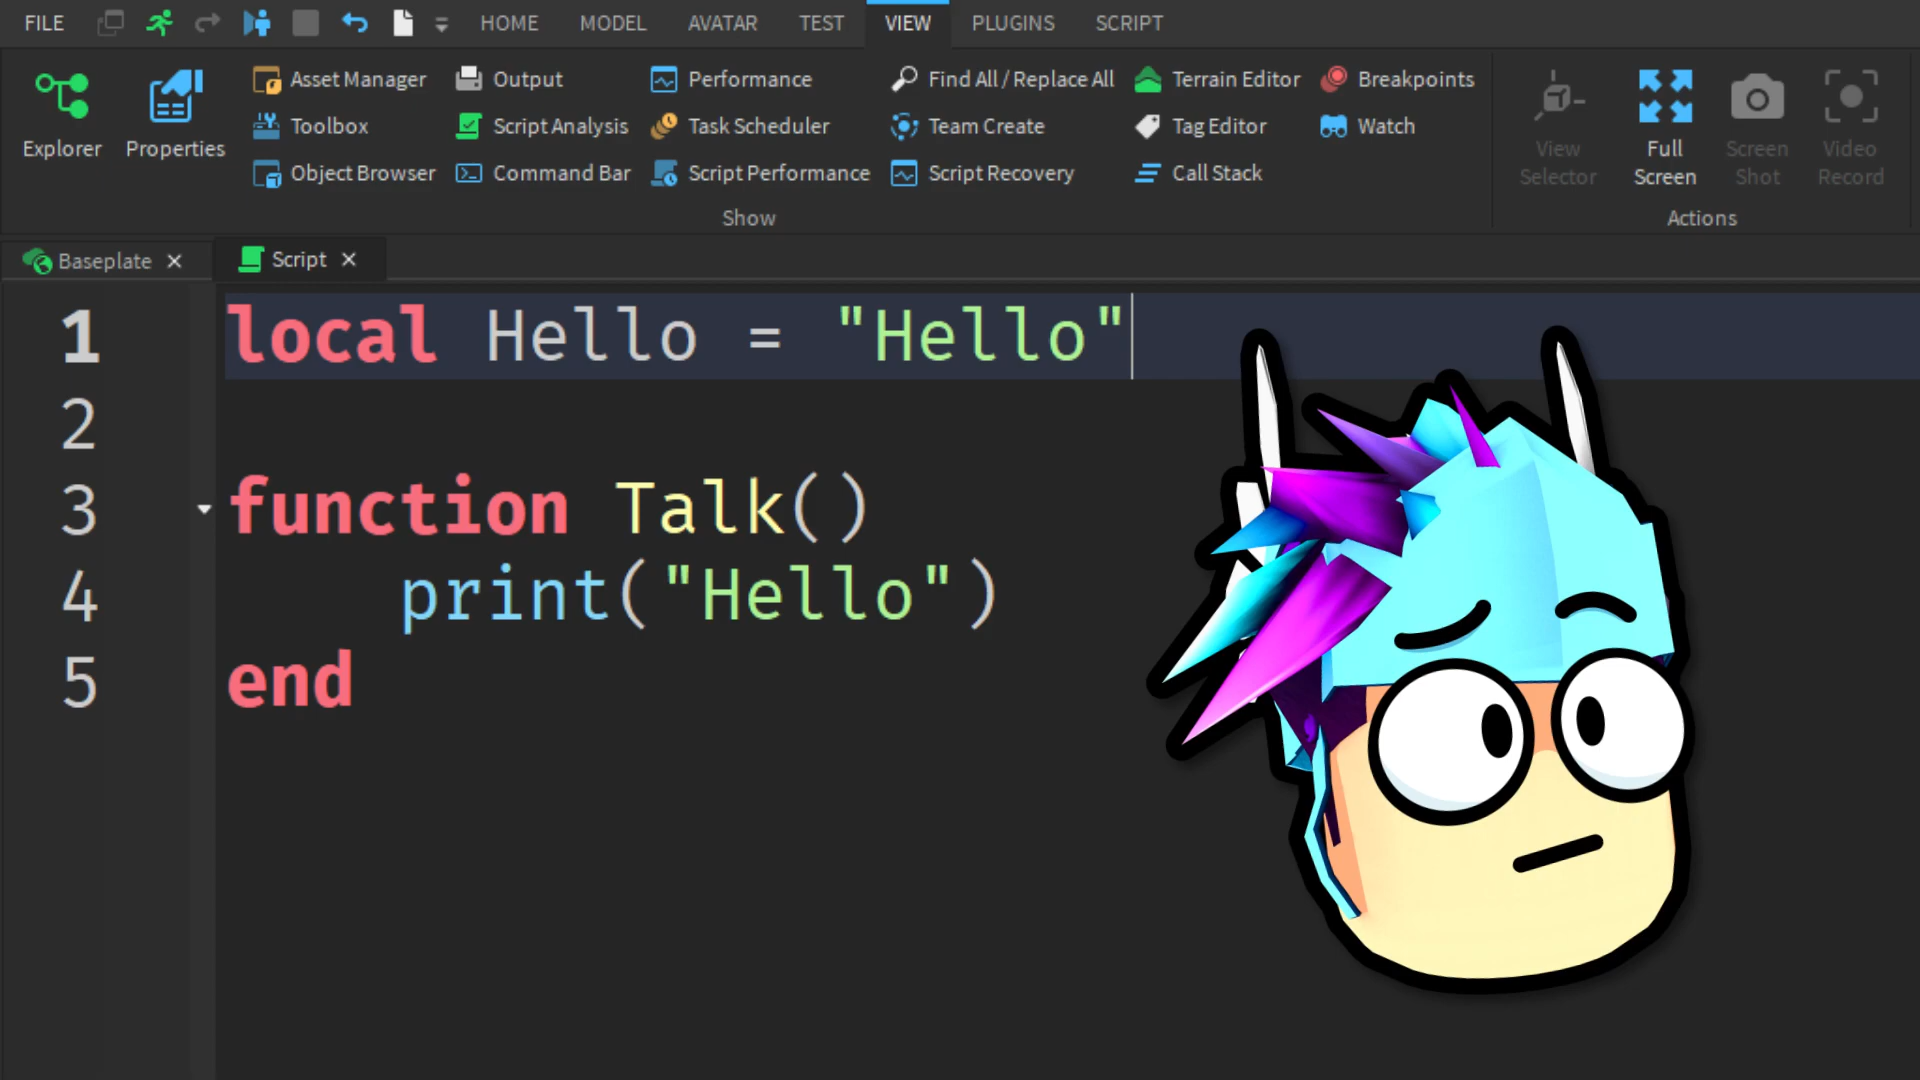 FILE HOME MODEL AVATAR TEST VIEW PLUGINS SCRIPT
Explorer
Properties
Asset Manager
Toolbox
Object Browser
Output
Script Analysis
Command Bar
Performance
Task Scheduler
Script Performance
Find All / Replace All
Team Create
Script Recovery
Terrain Editor
Tag Editor
Call Stack
Breakpoints
Watch
Show
View
Selector
Full
Screen
Screen
Shot
Video
Record
Actions
Baseplate
Script
1 local Hello = "Hello"
2
3 function Talk()
4 print("Hello")
5 end